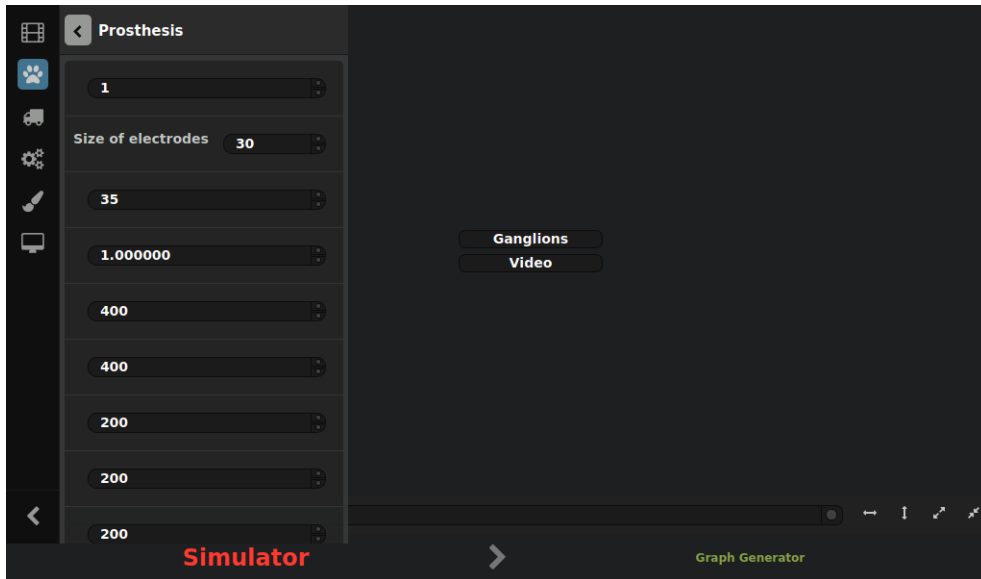 Prosthesis
1
Size of electrodes 30
35
1.000000
400
400
200
200
200
Ganglions
Video
Simulator
Graph Generator